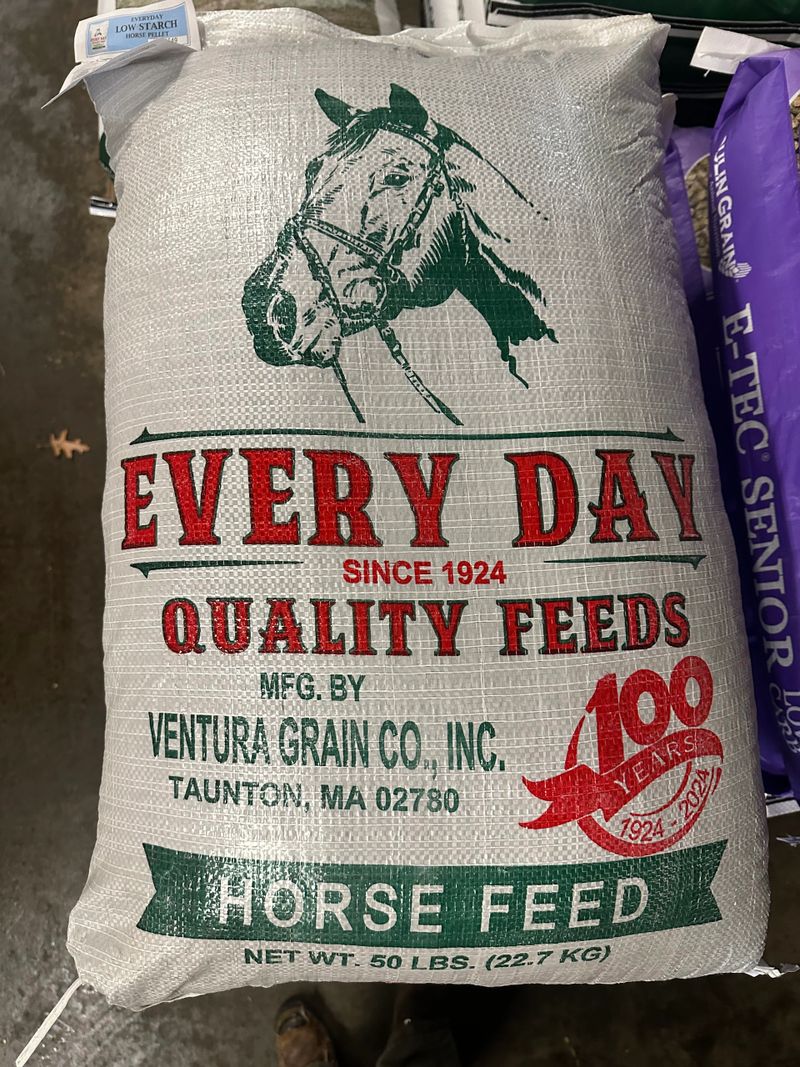 EVERYDAY
LOW STARCH
HORSE PELLET
EVERY DAY
SINCE 1924
QUALITY FEEDS
MFG. BY
VENTURA GRAIN CO., INC.
TAUNTON, MA 02780
100
YEARS
1924 - 2024
HORSE FEED
NET WT. 50 LBS. (22.7 KG)
E-TEC® SENIOR